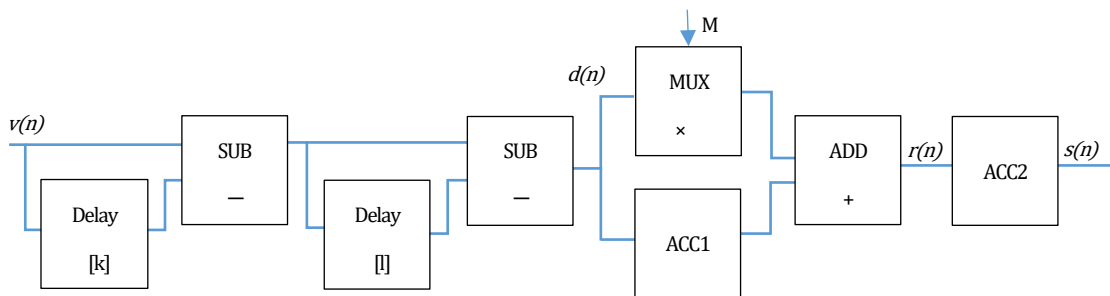 M
d(n)
MUX
×
v(n)
SUB
—
SUB
—
ADD
+
r(n)
ACC2
s(n)
Delay
[k]
Delay
[l]
ACC1